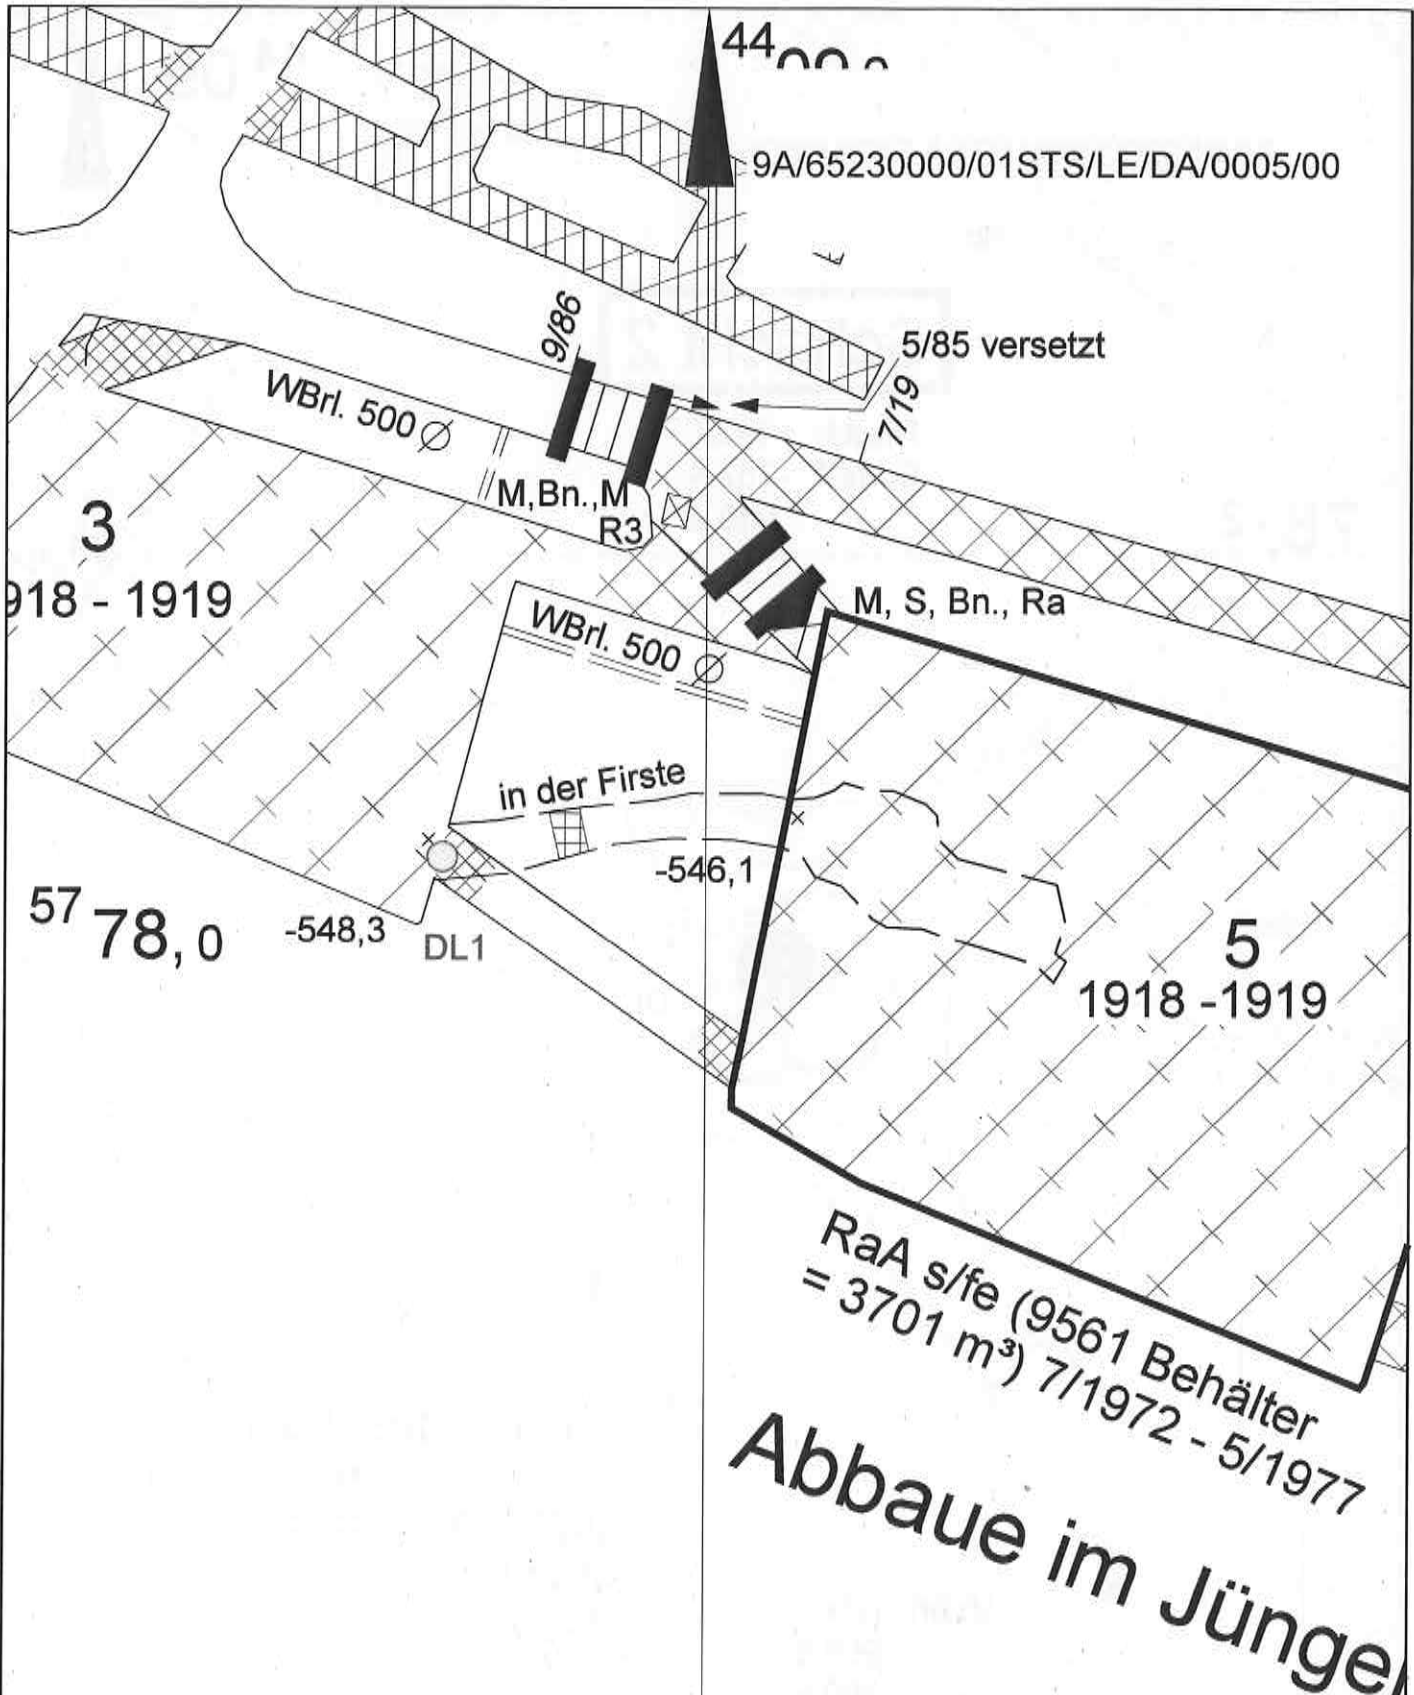 44
9A/65230000/01STS/LE/DA/0005/00
9/86
5/85 versetzt
7/19
WBrl. 500
M,Bn.,M
R3
3
918 - 1919
M, S, Bn., Ra
WBrl. 500
in der Firste
-546,1
57 78,0
-548,3
DL1
5
1918 -1919
RaA s/fe (9561 Behälter
= 3701 m³) 7/1972 - 5/1977
Abbaue im Jünge